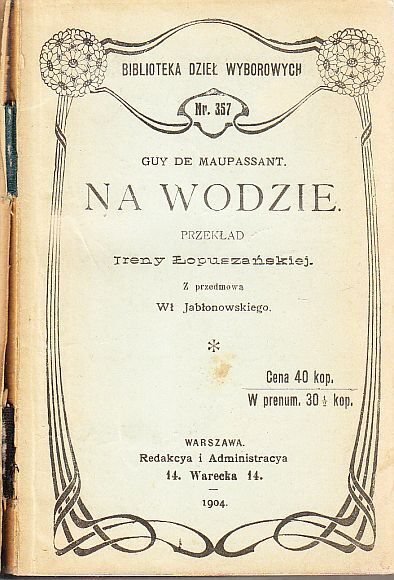 BIBLIOTEKA DZIEŁ WYBOROWYCH
Nr. 357
GUY DE MAUPASSANT.
NA WODZIE.
PRZEKŁAD
Ireny Łopuszańskiej.
Z przedmową
Wł Jabłonowskiego.
*
Cena 40 kop.
W prenum. 30 ½ kop.
WARSZAWA.
Redakcya i Administracya
14. Warecka 14.
—
1904.